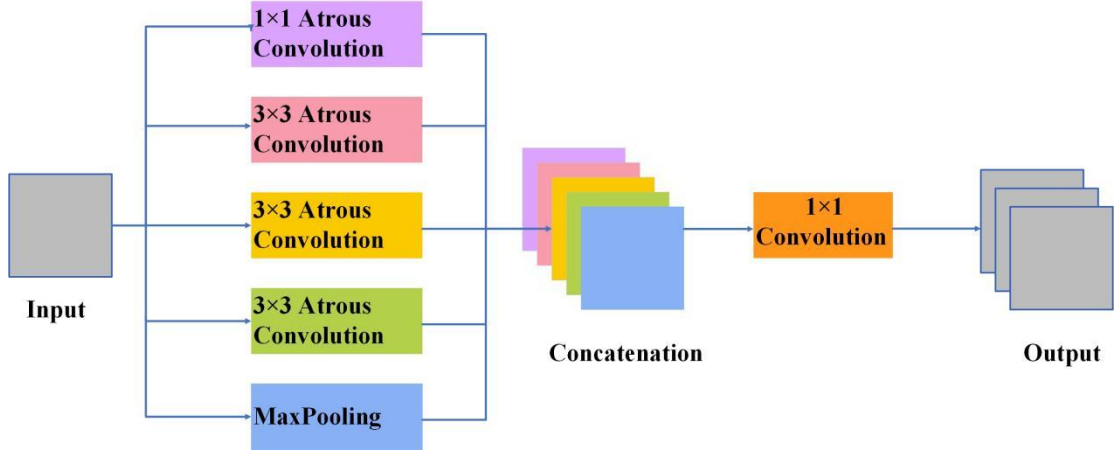 1×1 Atrous
Convolution
3×3 Atrous
Convolution
3×3 Atrous
Convolution
3×3 Atrous
Convolution
MaxPooling
Input
Concatenation
1×1
Convolution
Output